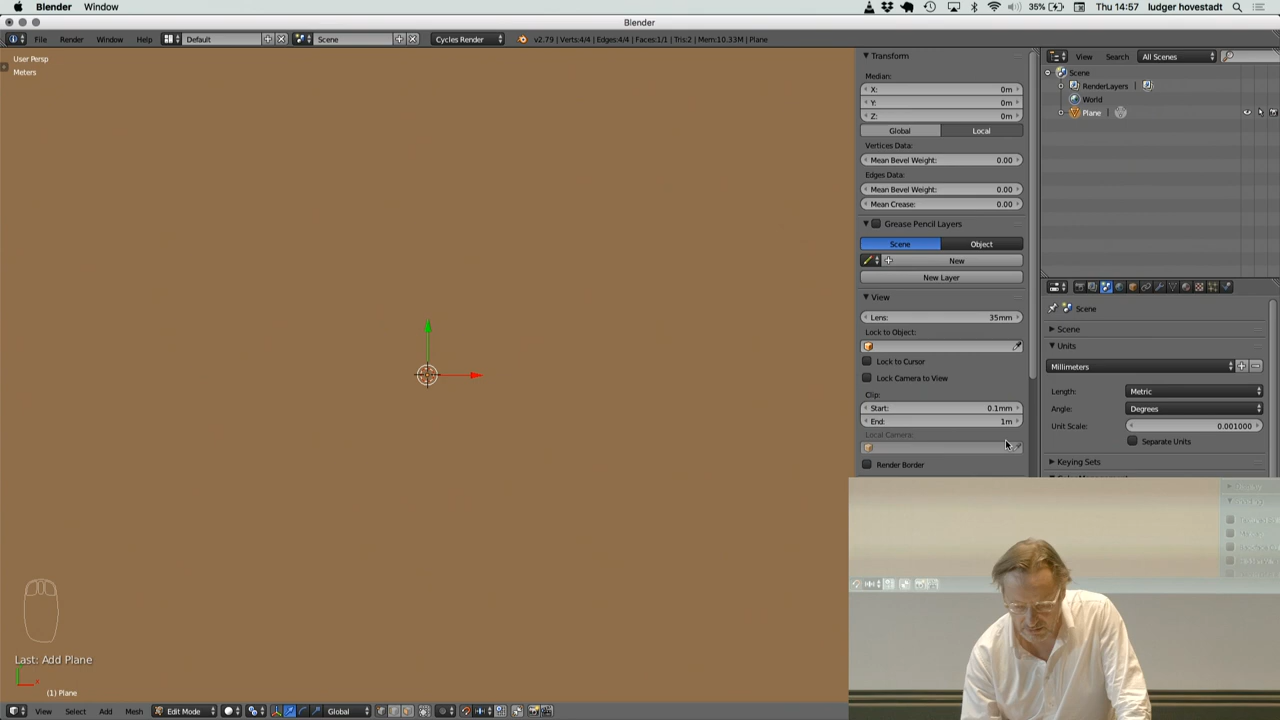 Blender Window 35% Thu 14:57 ludger hovestadt
Blender
File Render Window Help Default Scene Cycles Render v2.79 | Verts:4/4 | Edges:4/4 | Faces:1/1 | Tris:2 | Mem:10.33M | Plane
User Persp
Meters
Transform
Median:
X: 0m
Y: 0m
Z: 0m
Global Local
Vertices Data:
Mean Bevel Weight: 0.00
Edges Data:
Mean Bevel Weight: 0.00
Mean Crease: 0.00
Grease Pencil Layers
Scene Object
New
New Layer
View
Lens: 35mm
Lock to Object:
Lock to Cursor
Lock Camera to View
Clip:
Start: 0.1mm
End: 1m
Local Camera:
Render Border
View Search All Scenes
Scene
RenderLayers |
World
Plane |
Scene
Scene
Units
Millimeters
Length: Metric
Angle: Degrees
Unit Scale: 0.001000
Separate Units
Keying Sets
Last: Add Plane
(1) Plane
View Select Add Mesh Edit Mode Global